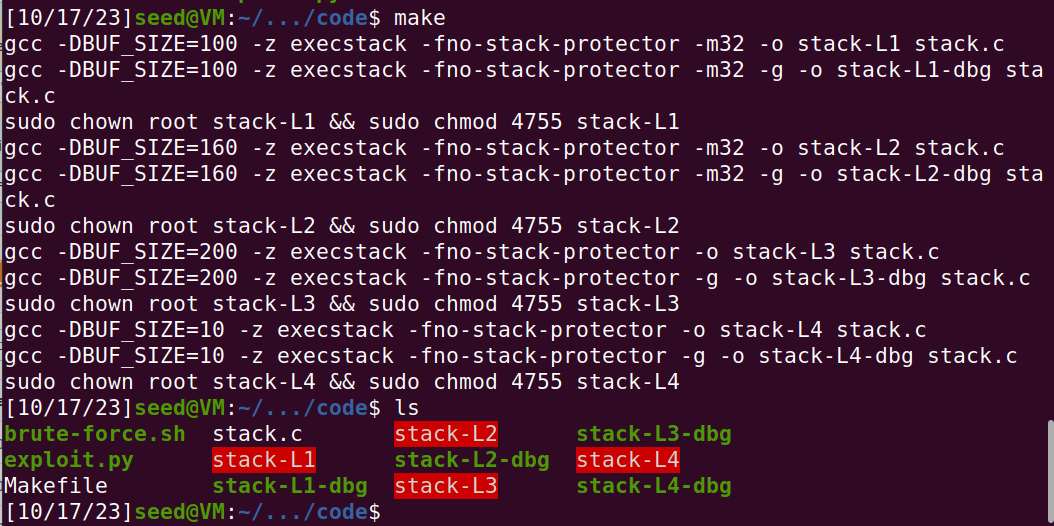 [10/17/23]seed@VM:~/.../code$ make
gcc -DBUF_SIZE=100 -z execstack -fno-stack-protector -m32 -o stack-L1 stack.c
gcc -DBUF_SIZE=100 -z execstack -fno-stack-protector -m32 -g -o stack-L1-dbg sta
ck.c
sudo chown root stack-L1 && sudo chmod 4755 stack-L1
gcc -DBUF_SIZE=160 -z execstack -fno-stack-protector -m32 -o stack-L2 stack.c
gcc -DBUF_SIZE=160 -z execstack -fno-stack-protector -m32 -g -o stack-L2-dbg sta
ck.c
sudo chown root stack-L2 && sudo chmod 4755 stack-L2
gcc -DBUF_SIZE=200 -z execstack -fno-stack-protector -o stack-L3 stack.c
gcc -DBUF_SIZE=200 -z execstack -fno-stack-protector -g -o stack-L3-dbg stack.c
sudo chown root stack-L3 && sudo chmod 4755 stack-L3
gcc -DBUF_SIZE=10 -z execstack -fno-stack-protector -o stack-L4 stack.c
gcc -DBUF_SIZE=10 -z execstack -fno-stack-protector -g -o stack-L4-dbg stack.c
sudo chown root stack-L4 && sudo chmod 4755 stack-L4
[10/17/23]seed@VM:~/.../code$ ls
brute-force.sh  stack.c       stack-L2      stack-L3-dbg
exploit.py      stack-L1      stack-L2-dbg  stack-L4
Makefile        stack-L1-dbg  stack-L3      stack-L4-dbg
[10/17/23]seed@VM:~/.../code$